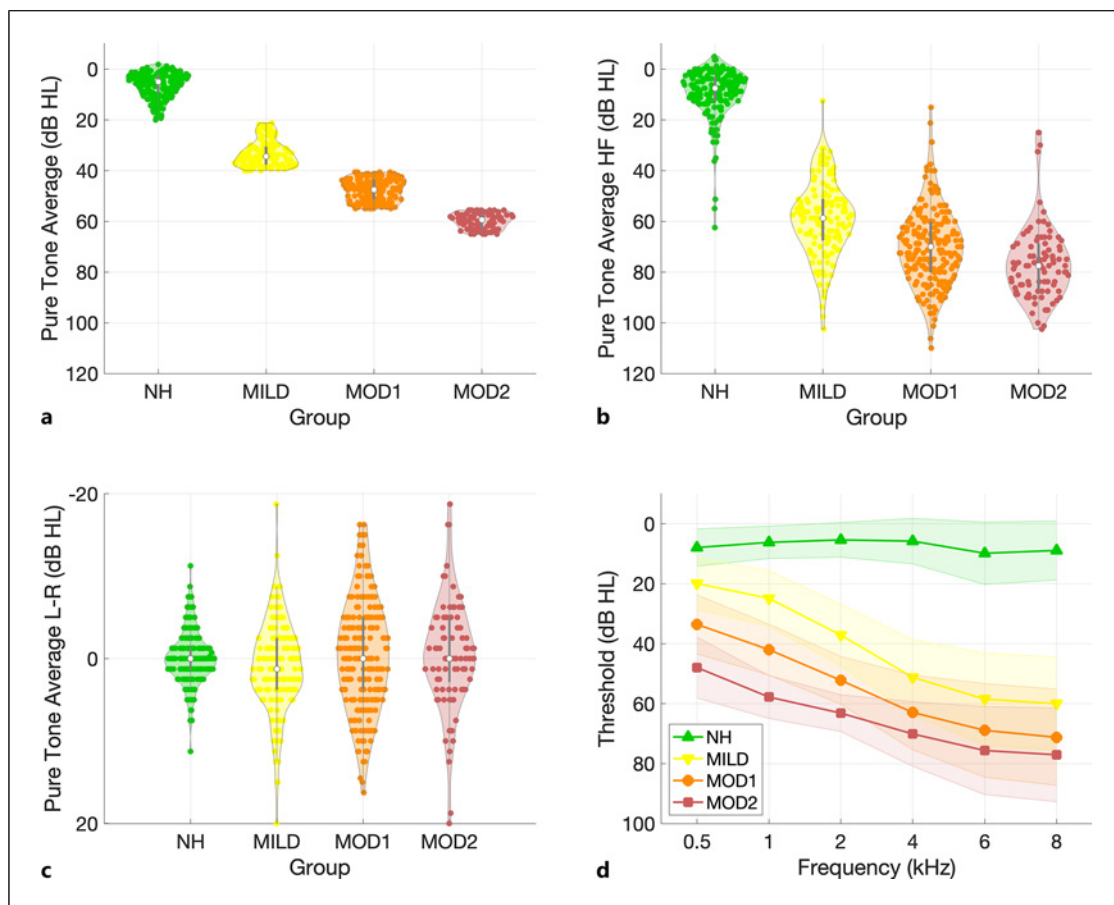 Pure Tone Average (dB HL)
0
20
40
60
80
100
120
NH MILD MOD1 MOD2
Group
a
Pure Tone Average HF (dB HL)
0
20
40
60
80
100
120
NH MILD MOD1 MOD2
Group
b
Pure Tone Average L-R (dB HL)
-20
0
20
NH MILD MOD1 MOD2
Group
c
Threshold (dB HL)
0
20
40
60
80
100
NH
MILD
MOD1
MOD2
0.5 1 2 4 6 8
Frequency (kHz)
d